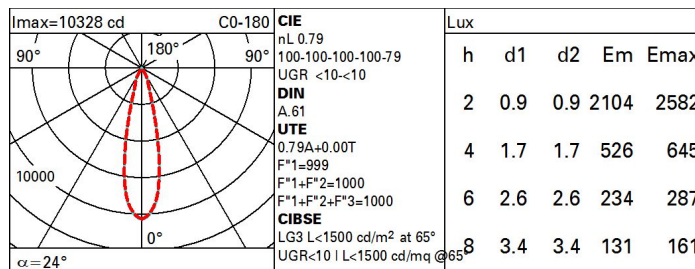 Imax=10328 cd C0-180
90° 180° 90°
10000
0°
α=24°
CIE
nL 0.79
100-100-100-100-79
UGR <10-<10
DIN
A.61
UTE
0.79A+0.00T
F"1=999
F"1+F"2=1000
F"1+F"2+F"3=1000
CIBSE
LG3 L<1500 cd/m² at 65°
UGR<10 | L<1500 cd/mq @65°
Lux
h d1 d2 Em Emax
2 0.9 0.9 2104 2582
4 1.7 1.7 526 645
6 2.6 2.6 234 287
8 3.4 3.4 131 161